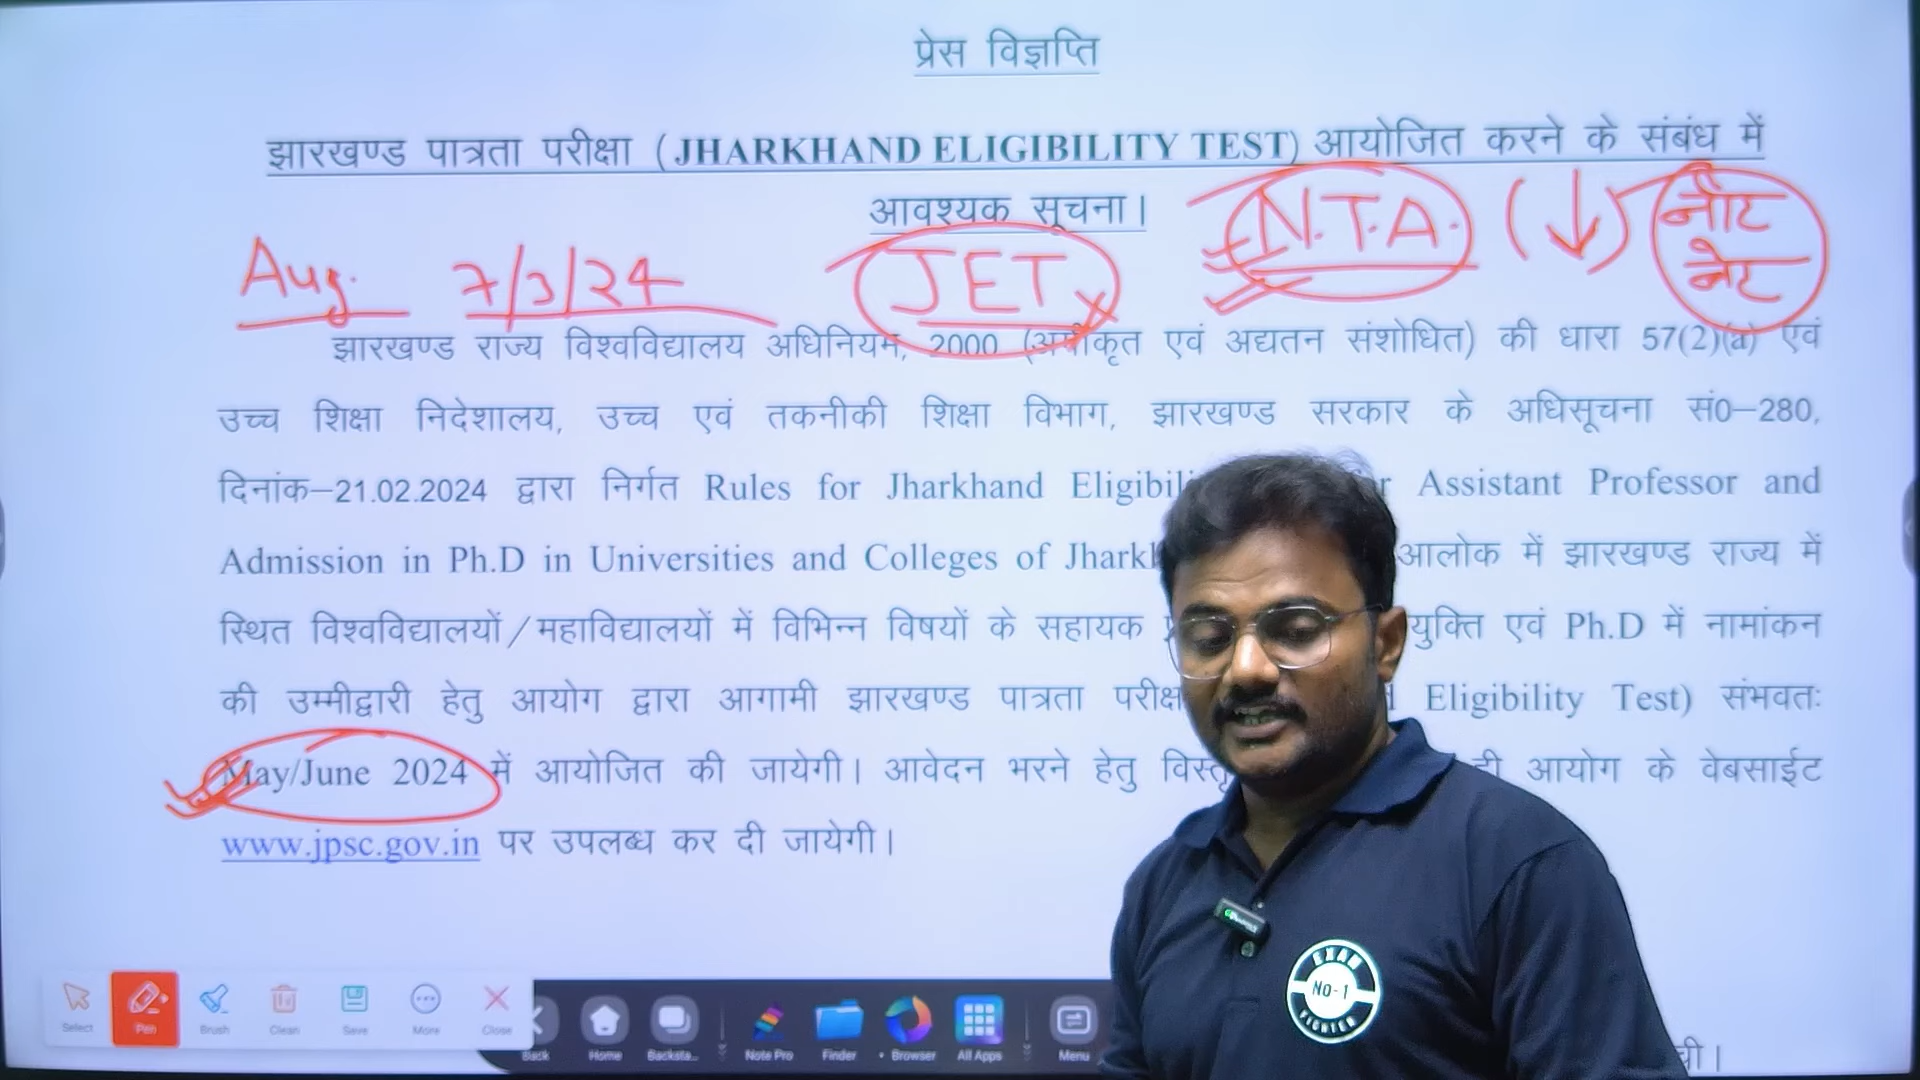 प्रेस विज्ञप्ति
झारखण्ड पात्रता परीक्षा (JHARKHAND ELIGIBILITY TEST) आयोजित करने के संबंध में
आवश्यक सूचना।
N.T.A. (↓) नीट
नेट
Aug. 7/3/24 JET
झारखण्ड राज्य विश्वविद्यालय अधिनियम, 2000 (अंगीकृत एवं अद्यतन संशोधित) की धारा 57(2)(a) एवं
उच्च शिक्षा निदेशालय, उच्च एवं तकनीकी शिक्षा विभाग, झारखण्ड सरकार के अधिसूचना सं0–280,
दिनांक–21.02.2024 द्वारा निर्गत Rules for Jharkhand Assistant Professor and
Admission in Ph.D in Universities and Colleges of आलोक में झारखण्ड राज्य में
स्थित विश्वविद्यालयों/महाविद्यालयों में विभिन्न विषयों के सहायक एवं Ph.D में नामांकन
की उम्मीद्वारी हेतु आयोग द्वारा आगामी झारखण्ड पात्रता Eligibility Test) संभवतः
May/June 2024 में आयोजित की जायेगी। आवेदन भरने हेतु आयोग के वेबसाईट
www.jpsc.gov.in पर उपलब्ध कर दी जायेगी।
EXAM
No-1
FIGHTER
Select Pen Brush Clean Save More Close
Back Home Backsta... Note Pro Finder Browser All Apps Menu